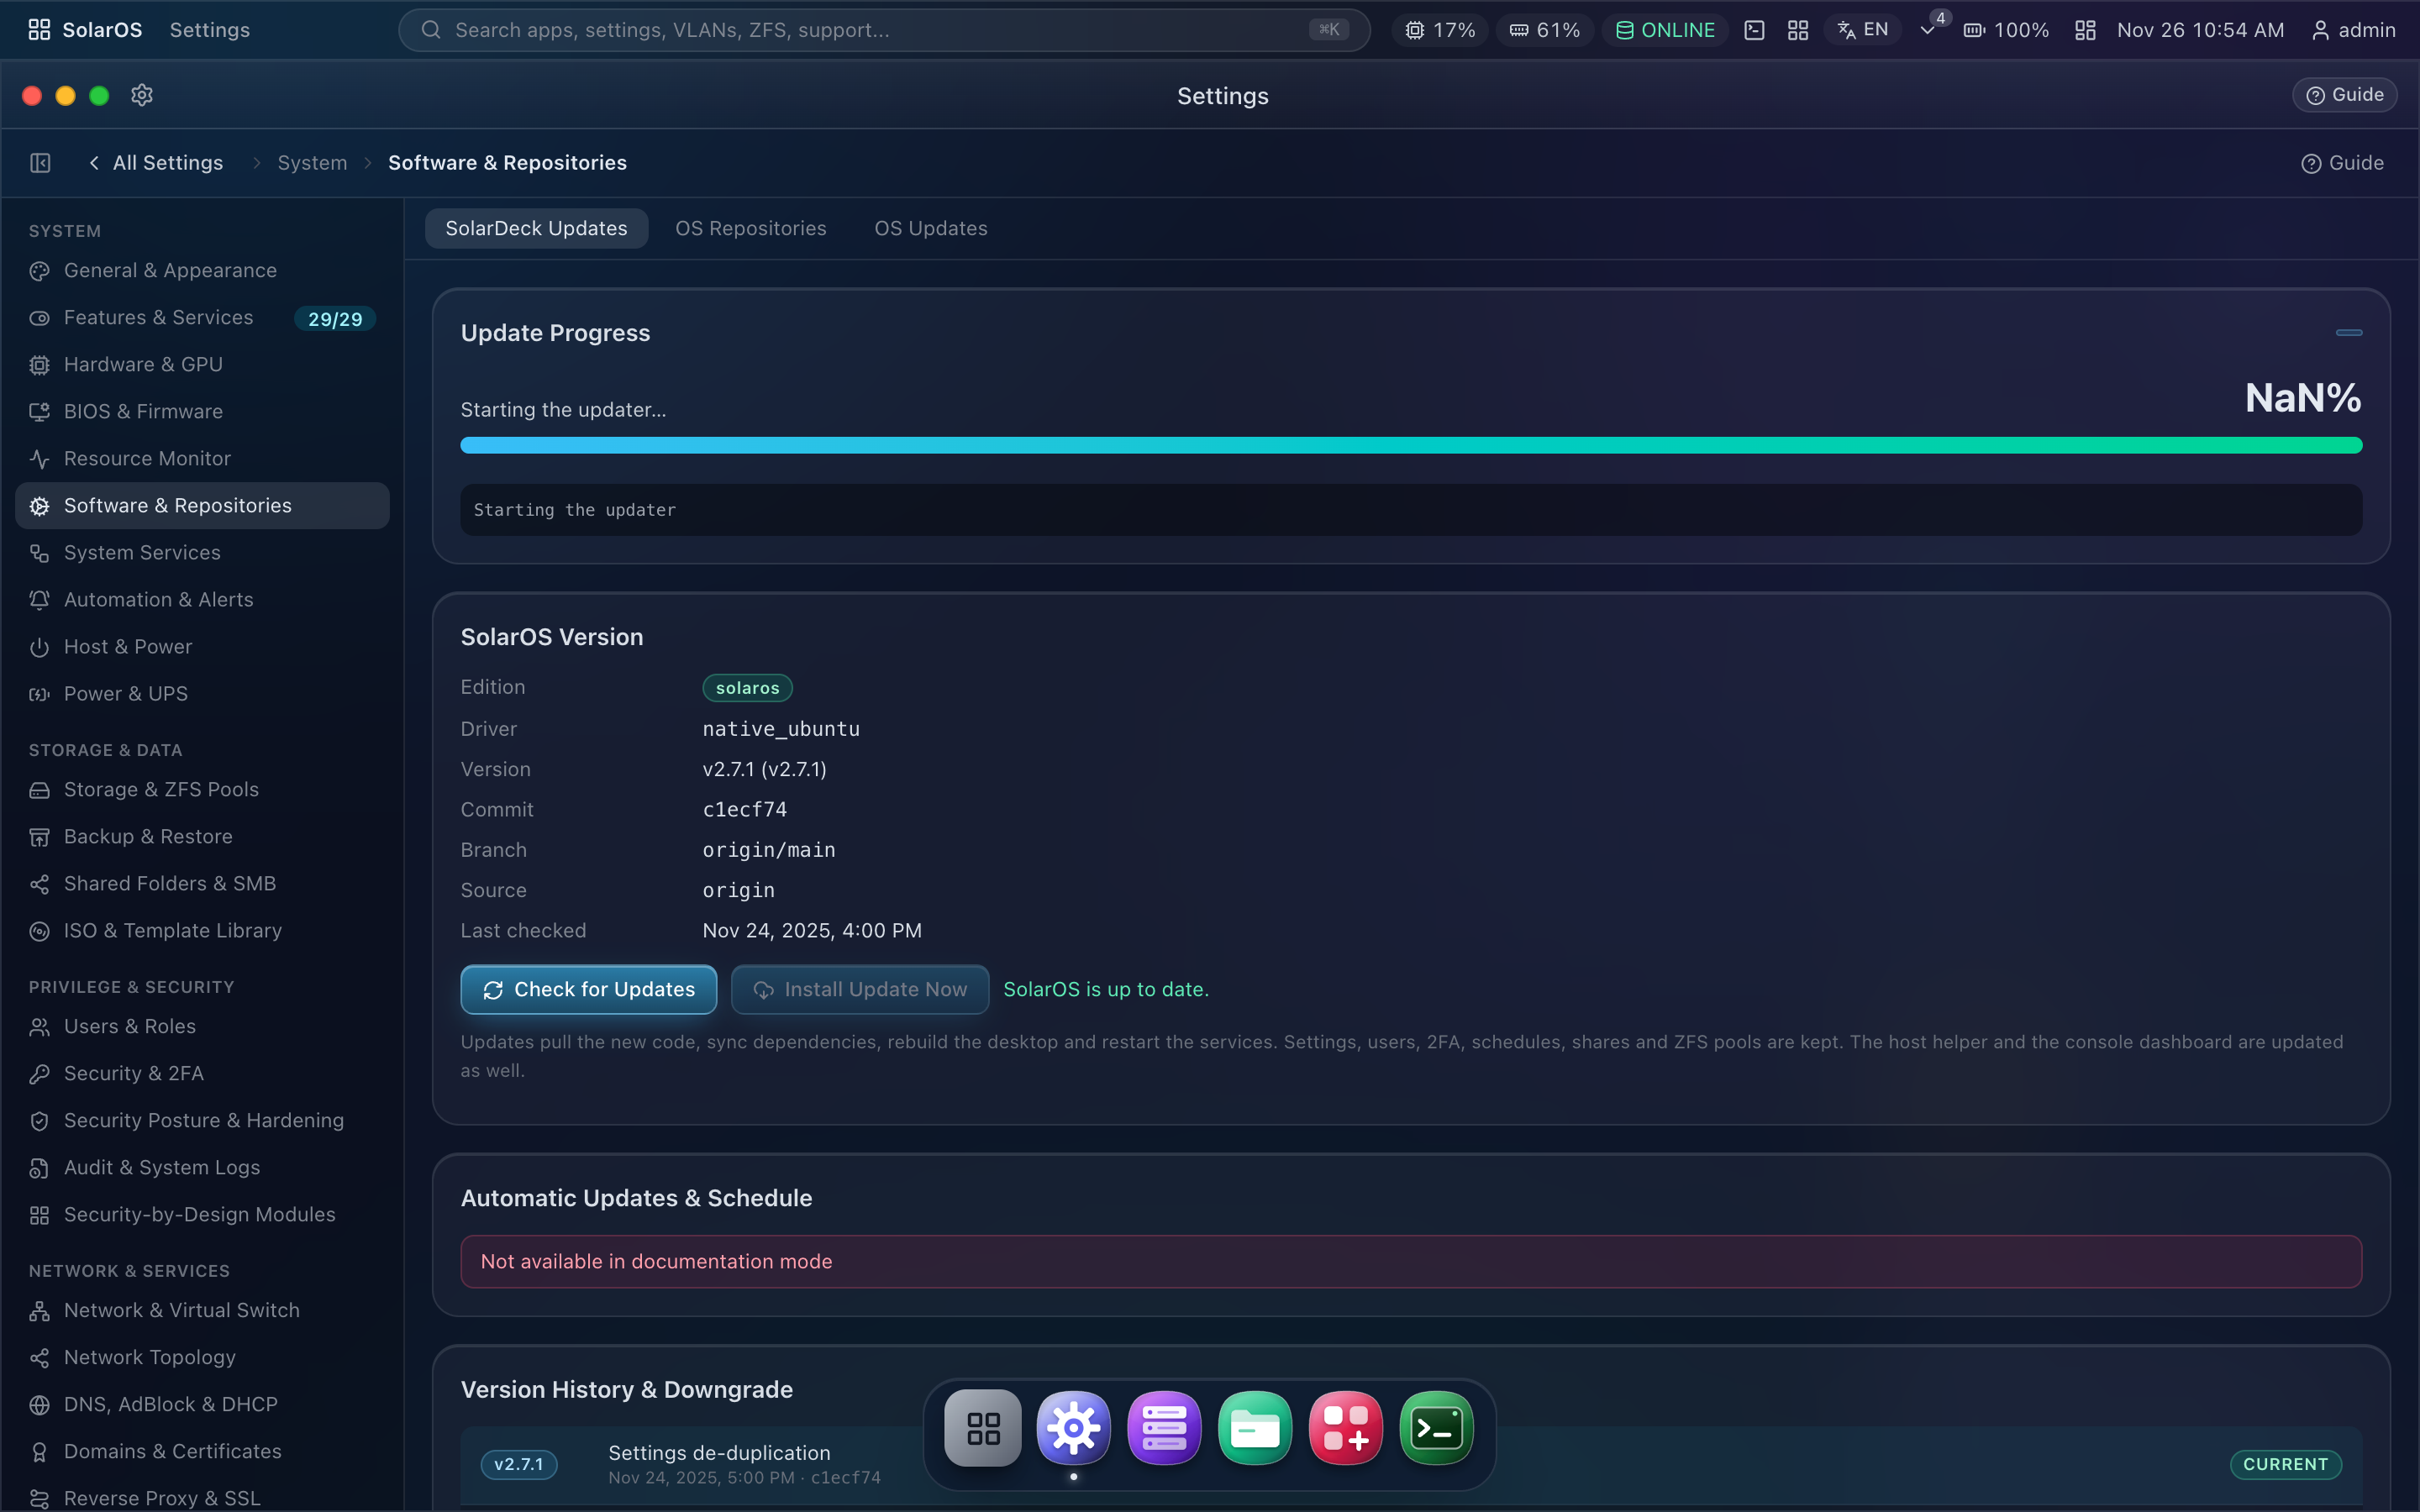 SolarOS Settings Search apps, settings, VLANs, ZFS, support... ⌘K 17% 61% ONLINE EN 4 100% Nov 26 10:54 AM admin
Settings Guide
All Settings System Software & Repositories Guide
SYSTEM
General & Appearance
Features & Services 29/29
Hardware & GPU
BIOS & Firmware
Resource Monitor
Software & Repositories
System Services
Automation & Alerts
Host & Power
Power & UPS
STORAGE & DATA
Storage & ZFS Pools
Backup & Restore
Shared Folders & SMB
ISO & Template Library
PRIVILEGE & SECURITY
Users & Roles
Security & 2FA
Security Posture & Hardening
Audit & System Logs
Security-by-Design Modules
NETWORK & SERVICES
Network & Virtual Switch
Network Topology
DNS, AdBlock & DHCP
Domains & Certificates
Reverse Proxy & SSL
SolarDeck Updates OS Repositories OS Updates
Update Progress
Starting the updater... NaN%
Starting the updater
SolarOS Version
Edition solaros
Driver native_ubuntu
Version v2.7.1 (v2.7.1)
Commit c1ecf74
Branch origin/main
Source origin
Last checked Nov 24, 2025, 4:00 PM
Check for Updates Install Update Now SolarOS is up to date.
Updates pull the new code, sync dependencies, rebuild the desktop and restart the services. Settings, users, 2FA, schedules, shares and ZFS pools are kept. The host helper and the console dashboard are updated
as well.
Automatic Updates & Schedule
Not available in documentation mode
Version History & Downgrade
v2.7.1 Settings de-duplication CURRENT
Nov 24, 2025, 5:00 PM · c1ecf74